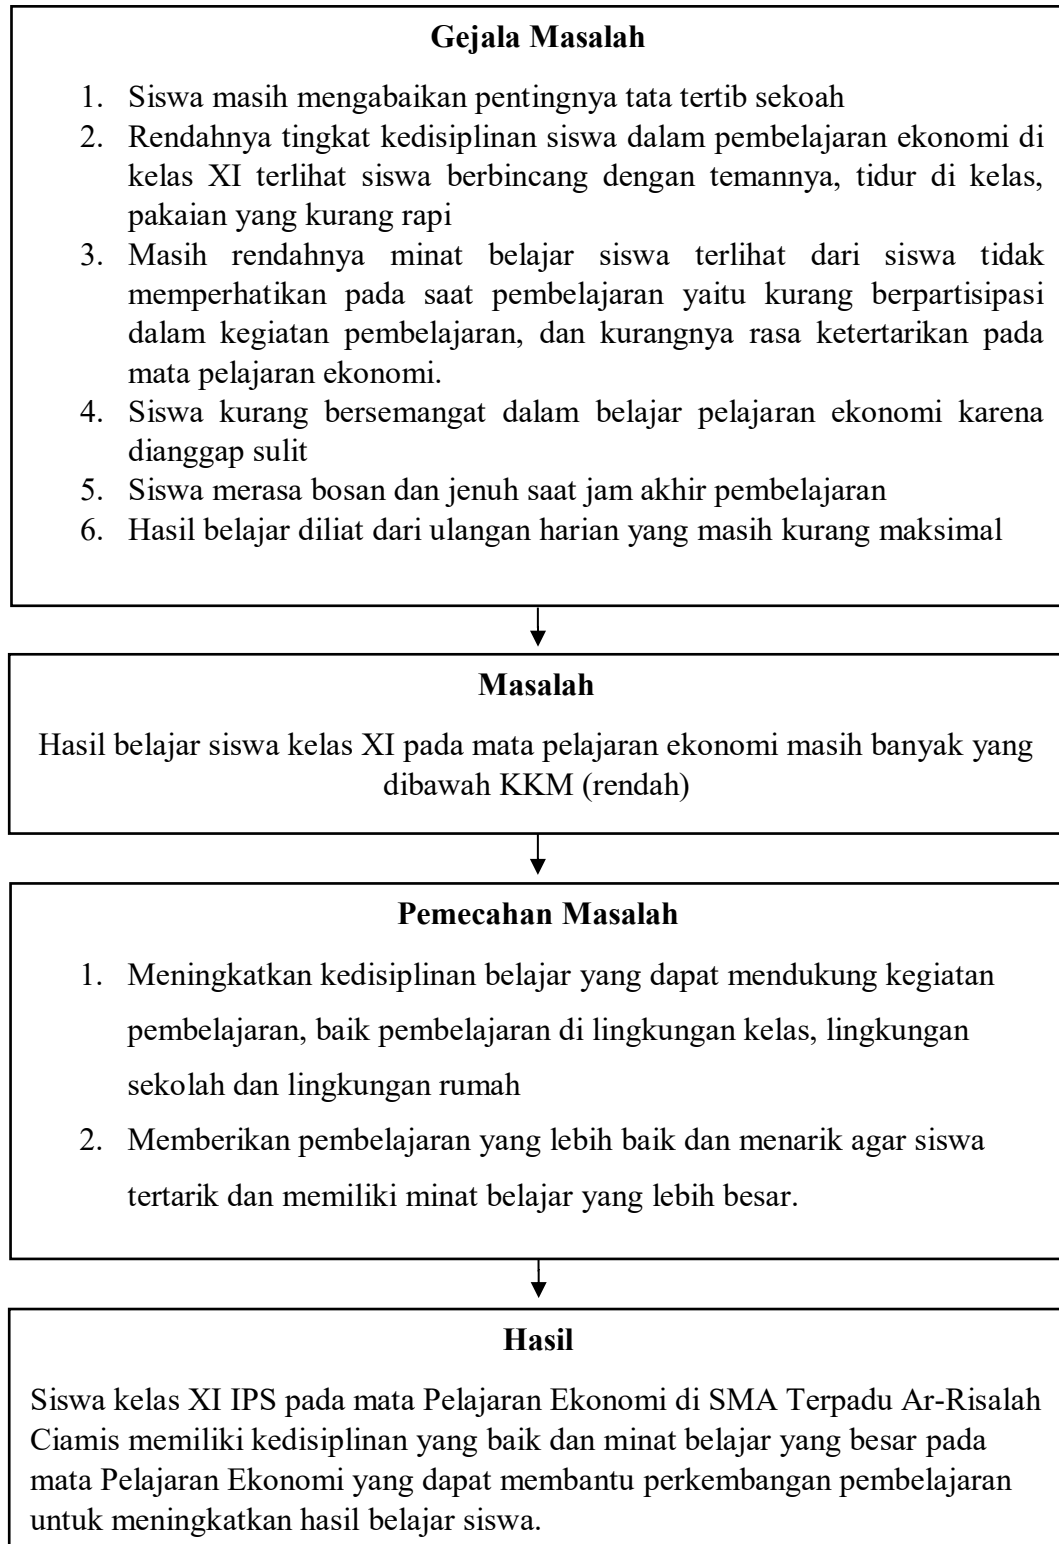 Gejala Masalah
1. Siswa masih mengabaikan pentingnya tata tertib sekoah
2. Rendahnya tingkat kedisiplinan siswa dalam pembelajaran ekonomi di
kelas XI terlihat siswa berbincang dengan temannya, tidur di kelas,
pakaian yang kurang rapi
3. Masih rendahnya minat belajar siswa terlihat dari siswa tidak
memperhatikan pada saat pembelajaran yaitu kurang berpartisipasi
dalam kegiatan pembelajaran, dan kurangnya rasa ketertarikan pada
mata pelajaran ekonomi.
4. Siswa kurang bersemangat dalam belajar pelajaran ekonomi karena
dianggap sulit
5. Siswa merasa bosan dan jenuh saat jam akhir pembelajaran
6. Hasil belajar diliat dari ulangan harian yang masih kurang maksimal
Masalah
Hasil belajar siswa kelas XI pada mata pelajaran ekonomi masih banyak yang
dibawah KKM (rendah)
Pemecahan Masalah
1. Meningkatkan kedisiplinan belajar yang dapat mendukung kegiatan
pembelajaran, baik pembelajaran di lingkungan kelas, lingkungan
sekolah dan lingkungan rumah
2. Memberikan pembelajaran yang lebih baik dan menarik agar siswa
tertarik dan memiliki minat belajar yang lebih besar.
Hasil
Siswa kelas XI IPS pada mata Pelajaran Ekonomi di SMA Terpadu Ar-Risalah
Ciamis memiliki kedisiplinan yang baik dan minat belajar yang besar pada
mata Pelajaran Ekonomi yang dapat membantu perkembangan pembelajaran
untuk meningkatkan hasil belajar siswa.